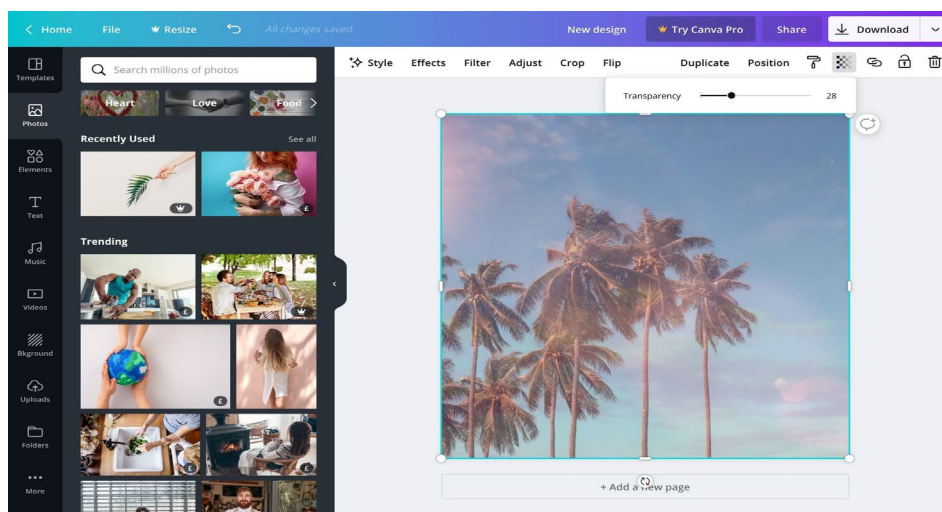 Home File Resize All changes saved New design Try Canva Pro Share Download
Style Effects Filter Adjust Crop Flip Duplicate Position
Transparency 28
Templates
Photos
Elements
Text
Music
Videos
Bkground
Uploads
Folders
More
Search millions of photos
Heart Love Food
Recently Used See all
£
Trending
£
£
£ £
+ Add a new page